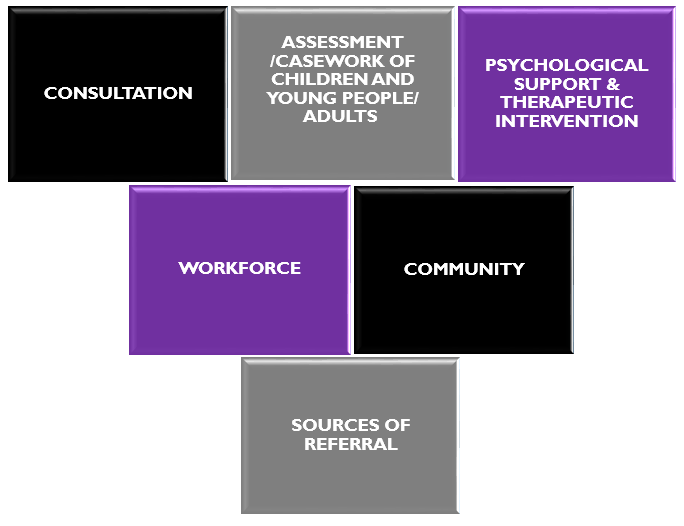 CONSULTATION
ASSESSMENT
/CASEWORK OF
CHILDREN AND
YOUNG PEOPLE/
ADULTS
PSYCHOLOGICAL
SUPPORT &
THERAPEUTIC
INTERVENTION
WORKFORCE
COMMUNITY
SOURCES OF
REFERRAL